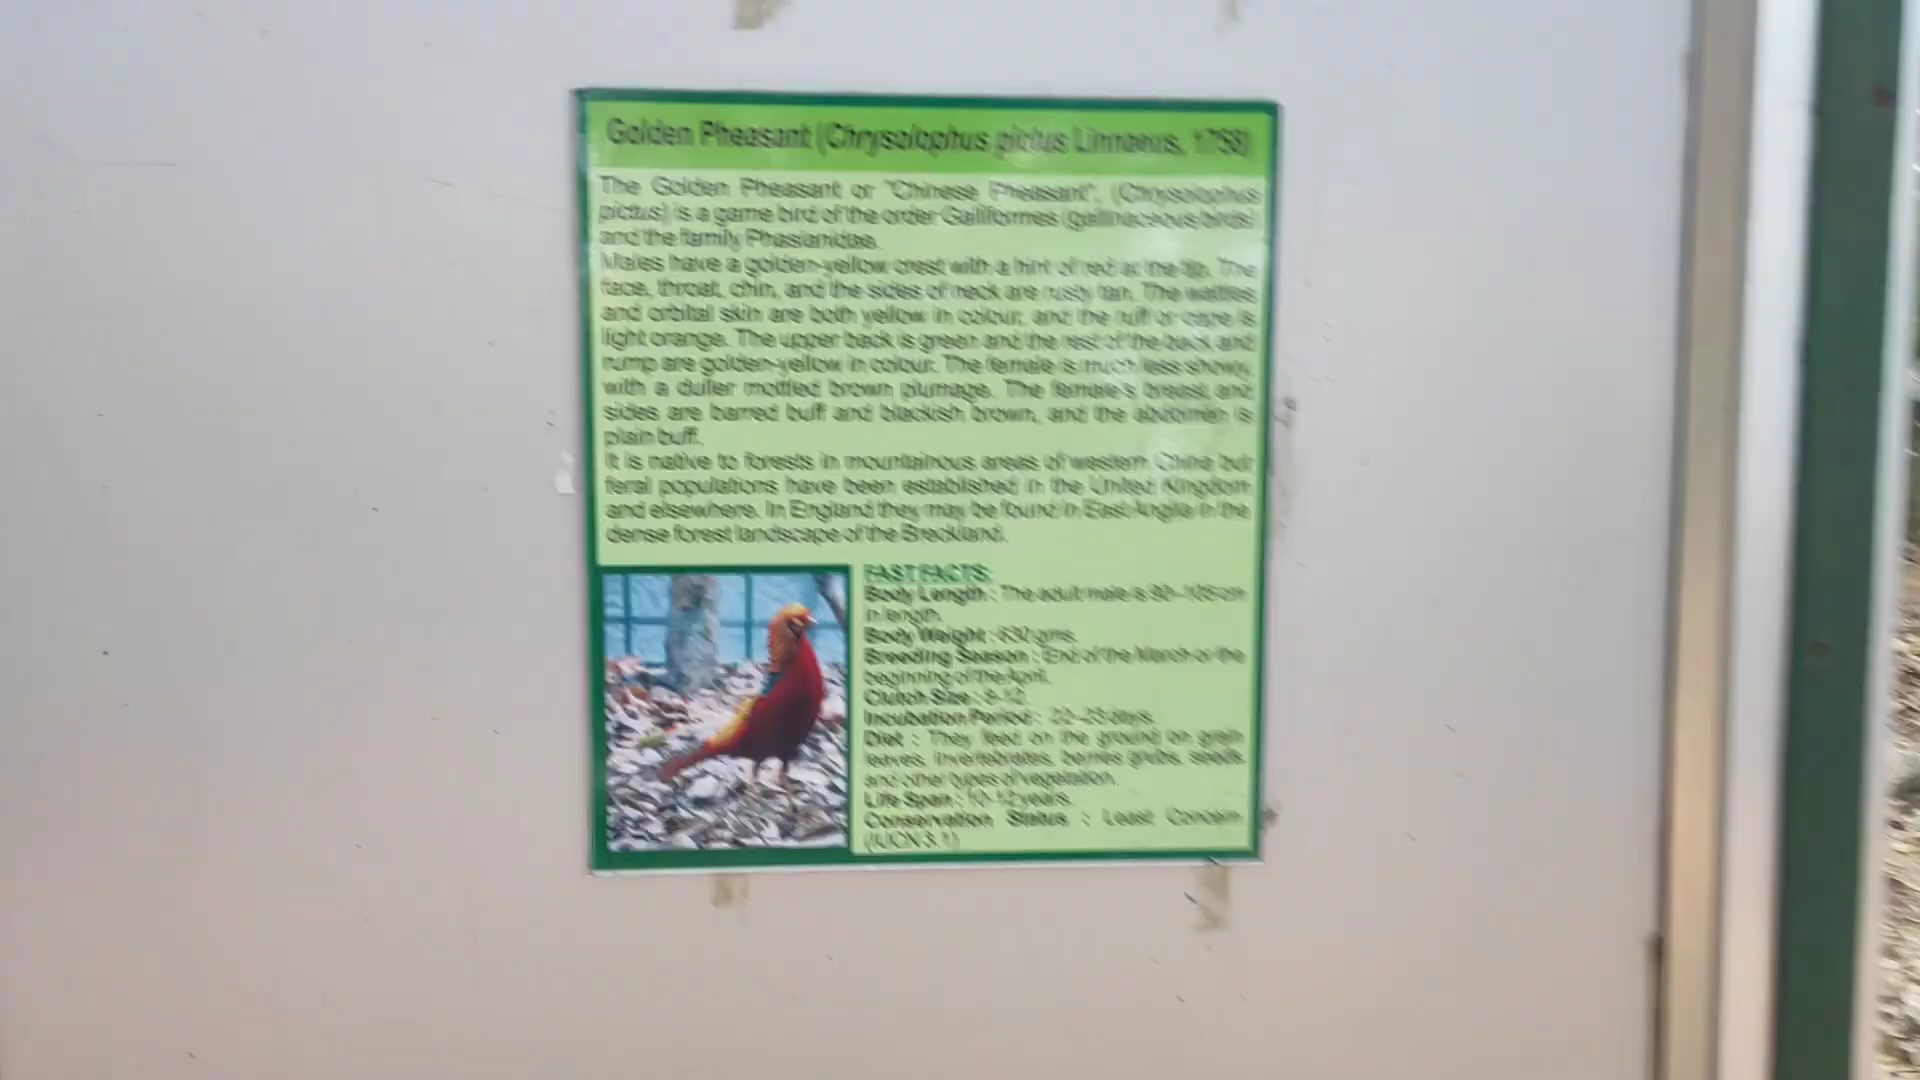 Golden Pheasant (Chrysolophus pictus Linnaeus, 1758)
The Golden Pheasant or "Chinese Pheasant", (Chrysolophus
pictus) is a game bird of the order Galliformes (gallinaceous birds)
and the family Phasianidae.
Males have a golden-yellow crest with a hint of red at the tip. The
face, throat, chin, and the sides of neck are rusty tan. The wattles
and orbital skin are both yellow in colour, and the ruff or cape is
light orange. The upper back is green and the rest of the back and
rump are golden-yellow in colour. The female is much less showy,
with a duller mottled brown plumage. The female's breast and
sides are barred buff and blackish brown, and the abdomen is
plain buff.
It is native to forests in mountainous areas of western China but
feral populations have been established in the United Kingdom
and elsewhere. In England they may be found in East Anglia in the
dense forest landscape of the Breckland.
FAST FACTS:
Body Length : The adult male is 90–105 cm
in length.
Body Weight : 630 gms.
Breeding Season : End of the March or the
beginning of the April.
Clutch Size : 8-12.
Incubation Period : 22–23 days.
Diet : They feed on the ground on grain
leaves, invertebrates, berries grubs, seeds
and other types of vegetation.
Life Span : 10-12 years.
Conservation Status : Least Concern
(IUCN 3.1)